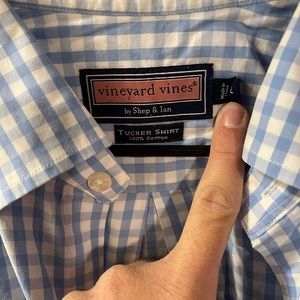 vineyard vines®
by Shep & Ian
L
TUCKER SHIRT
100% COTTON